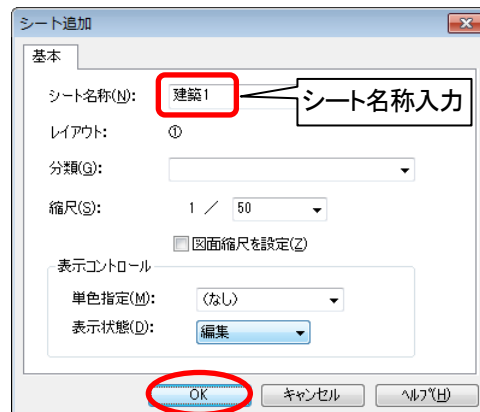 シート追加
基本
シート名称(N): 建築1
シート名称入力
レイアウト: ①
分類(G):
縮尺(S): 1 ／ 50
図面縮尺を設定(Z)
表示コントロール
単色指定(M): (なし)
表示状態(D): 編集
OK キャンセル ヘルプ(H)